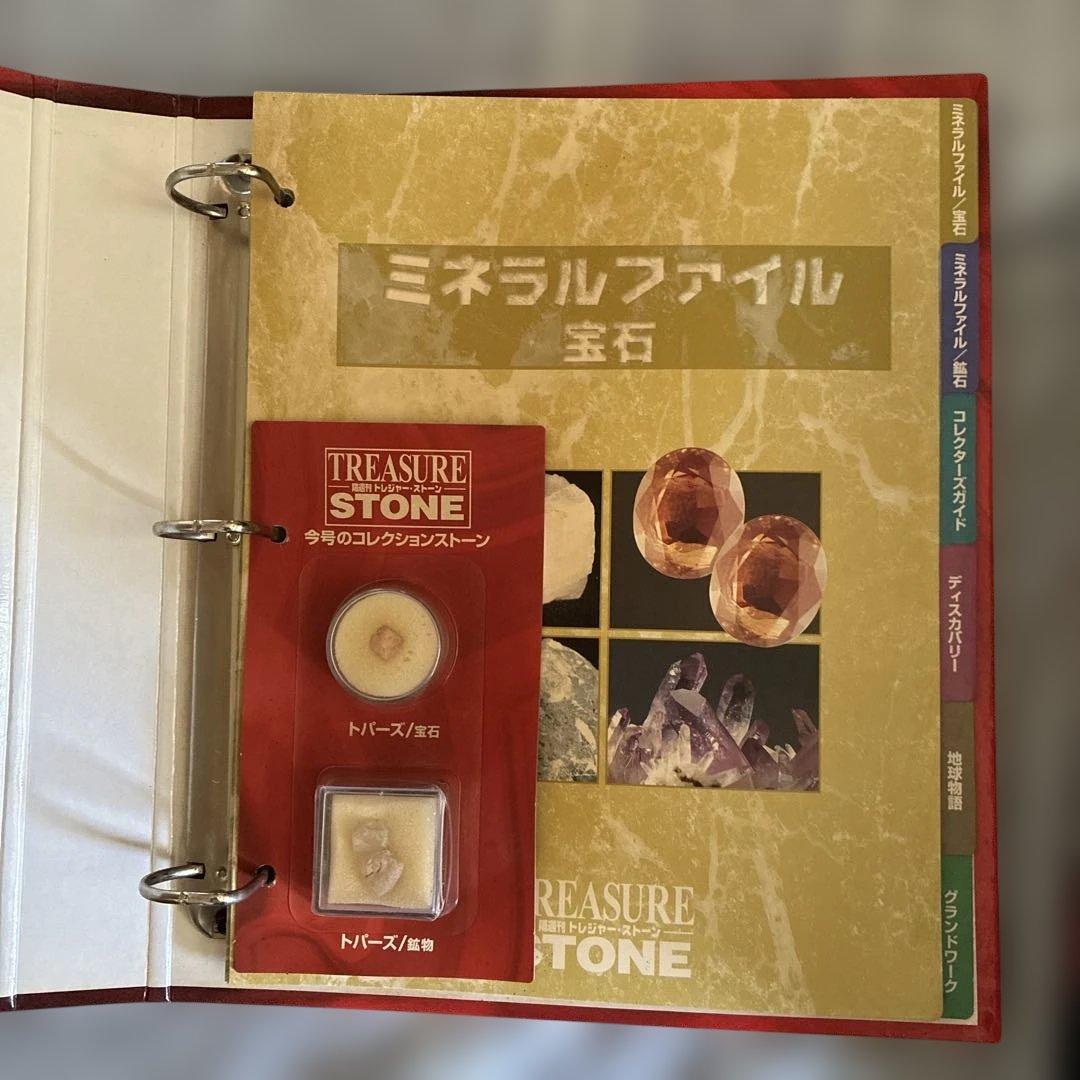 ミネラルファイル
宝石
TREASURE
隔週刊 トレジャー・ストーン
STONE
今号のコレクションストーン
トパーズ/宝石
トパーズ/鉱物
REASURE
隔週刊 トレジャー・ストーン
STONE
ミネラルファイル/宝石
ミネラルファイル/鉱石
コレクターズガイド
ディスカバリー
地球物語
グランドワーク